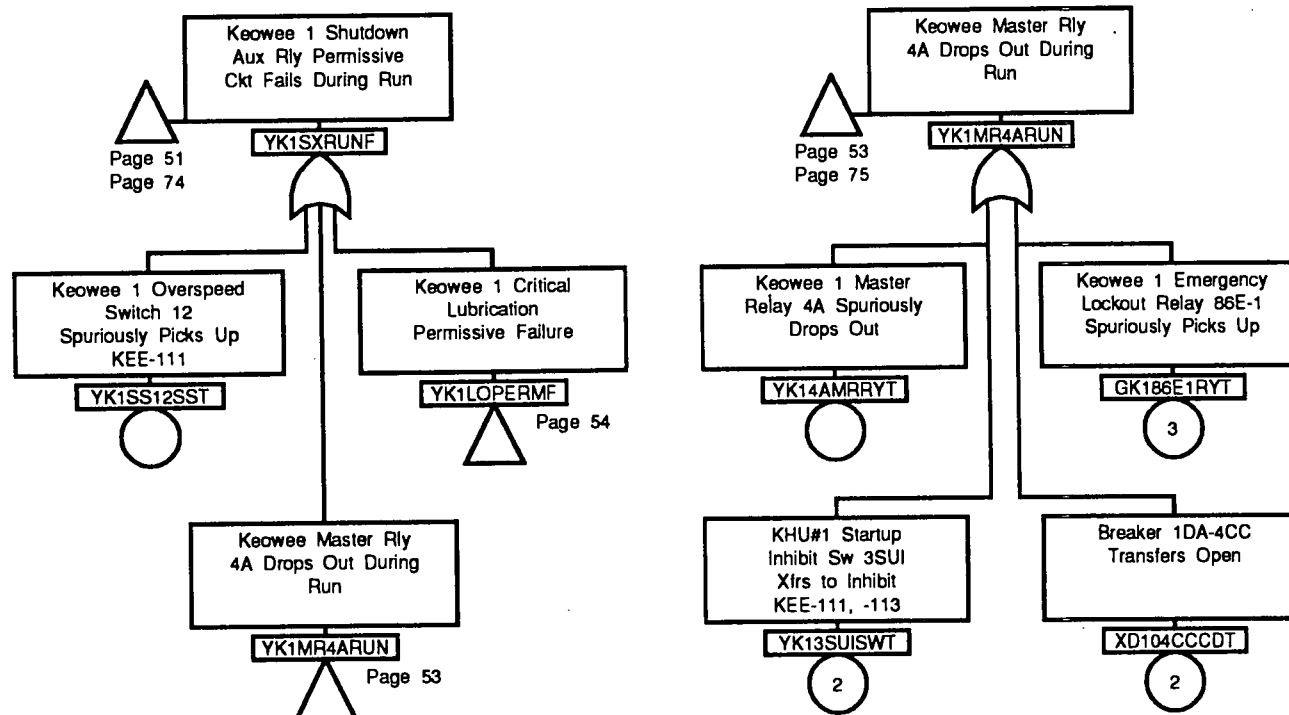 Keowee 1 Shutdown
Aux Rly Permissive
Ckt Fails During Run
YK1SXRUNF
Page 51
Page 74
Keowee 1 Overspeed
Switch 12
Spuriously Picks Up
KEE-111
YK1SS12SST
Keowee 1 Critical
Lubrication
Permissive Failure
YK1LOPERMF
Page 54
Keowee Master Rly
4A Drops Out During
Run
YK1MR4ARUN
Page 53
Keowee Master Rly
4A Drops Out During
Run
YK1MR4ARUN
Page 53
Page 75
Keowee 1 Master
Relay 4A Spuriously
Drops Out
YK14AMRRYT
Keowee 1 Emergency
Lockout Relay 86E-1
Spuriously Picks Up
GK186E1RYT
3
KHU#1 Startup
Inhibit Sw 3SUI
Xfrs to Inhibit
KEE-111, -113
YK13SUISWT
2
Breaker 1DA-4CC
Transfers Open
XD104CCCDT
2